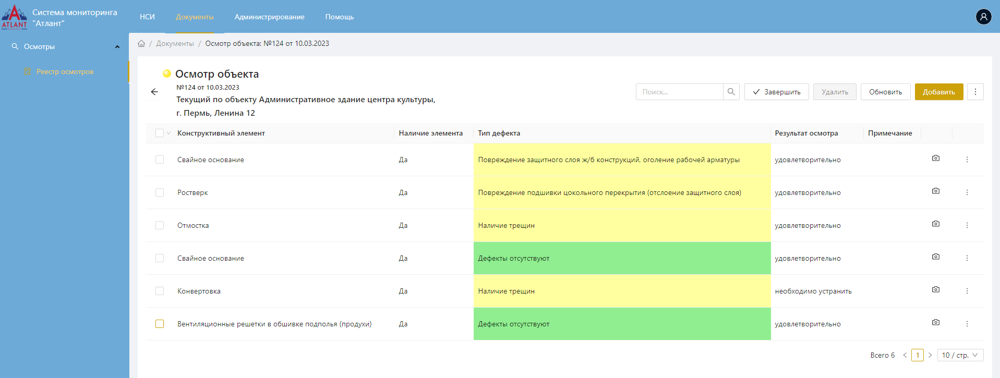 ATLANT
Система мониторинга
"Атлант"
НСИ
Документы
Администрирование
Помощь
Осмотры
Реестр осмотров
/ Документы / Осмотр объекта: №124 от 10.03.2023
Осмотр объекта
№124 от 10.03.2023
Текущий по объекту Административное здание центра культуры,
г. Пермь, Ленина 12
Поиск...
Завершить
Удалить
Обновить
Добавить
Конструктивный элемент Наличие элемента Тип дефекта Результат осмотра Примечание
Свайное основание Да Повреждение защитного слоя ж/б конструкций, оголение рабочей арматуры удовлетворительно
Ростверк Да Повреждение подшивки цокольного перекрытия (отслоение защитного слоя) удовлетворительно
Отмостка Да Наличие трещин удовлетворительно
Свайное основание Да Дефекты отсутствуют удовлетворительно
Конвертовка Да Наличие трещин необходимо устранить
Вентиляционные решетки в обшивке подполья (продухи) Да Дефекты отсутствуют удовлетворительно
Всего 6 < 1 > 10 / стр.